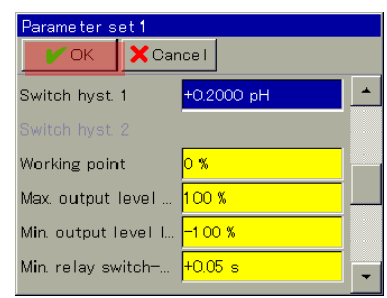 Parameter set 1
OK
Cancel
Switch hyst. 1 +0.2000 pH
Switch hyst. 2
Working point 0 %
Max. output level ... 100 %
Min. output level l... -100 %
Min. relay switch-... +0.05 s